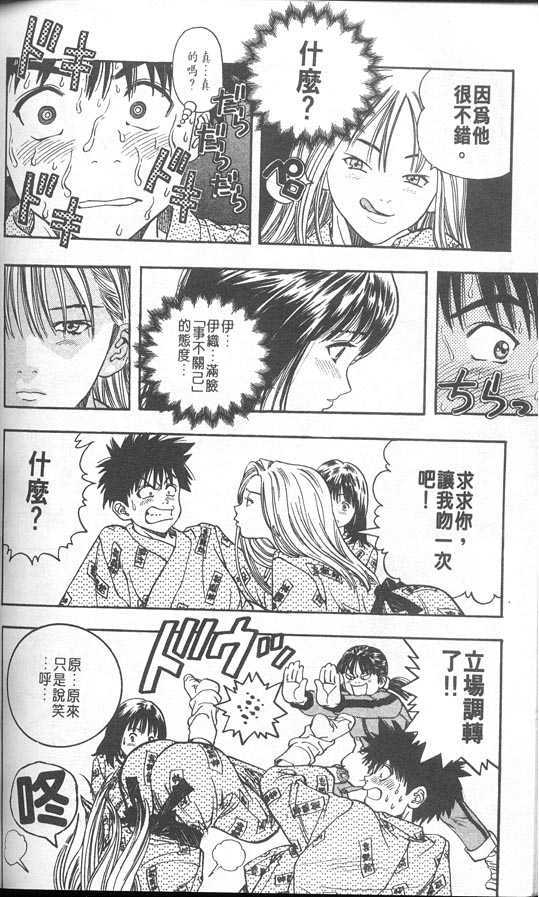 因為他
很不錯。
什麼?
ペロ
真…真
的嗎?
だらっ
だらだら
ドキ
ドキ
ドキ
ちらっ
伊…
伊織…滿臉
「事不關己」
的態度…
求求你,
讓我吻一次
吧!
什麼?
立場調轉
了!!
ドウッ
原…原來
只是說笑
…呼…
咚